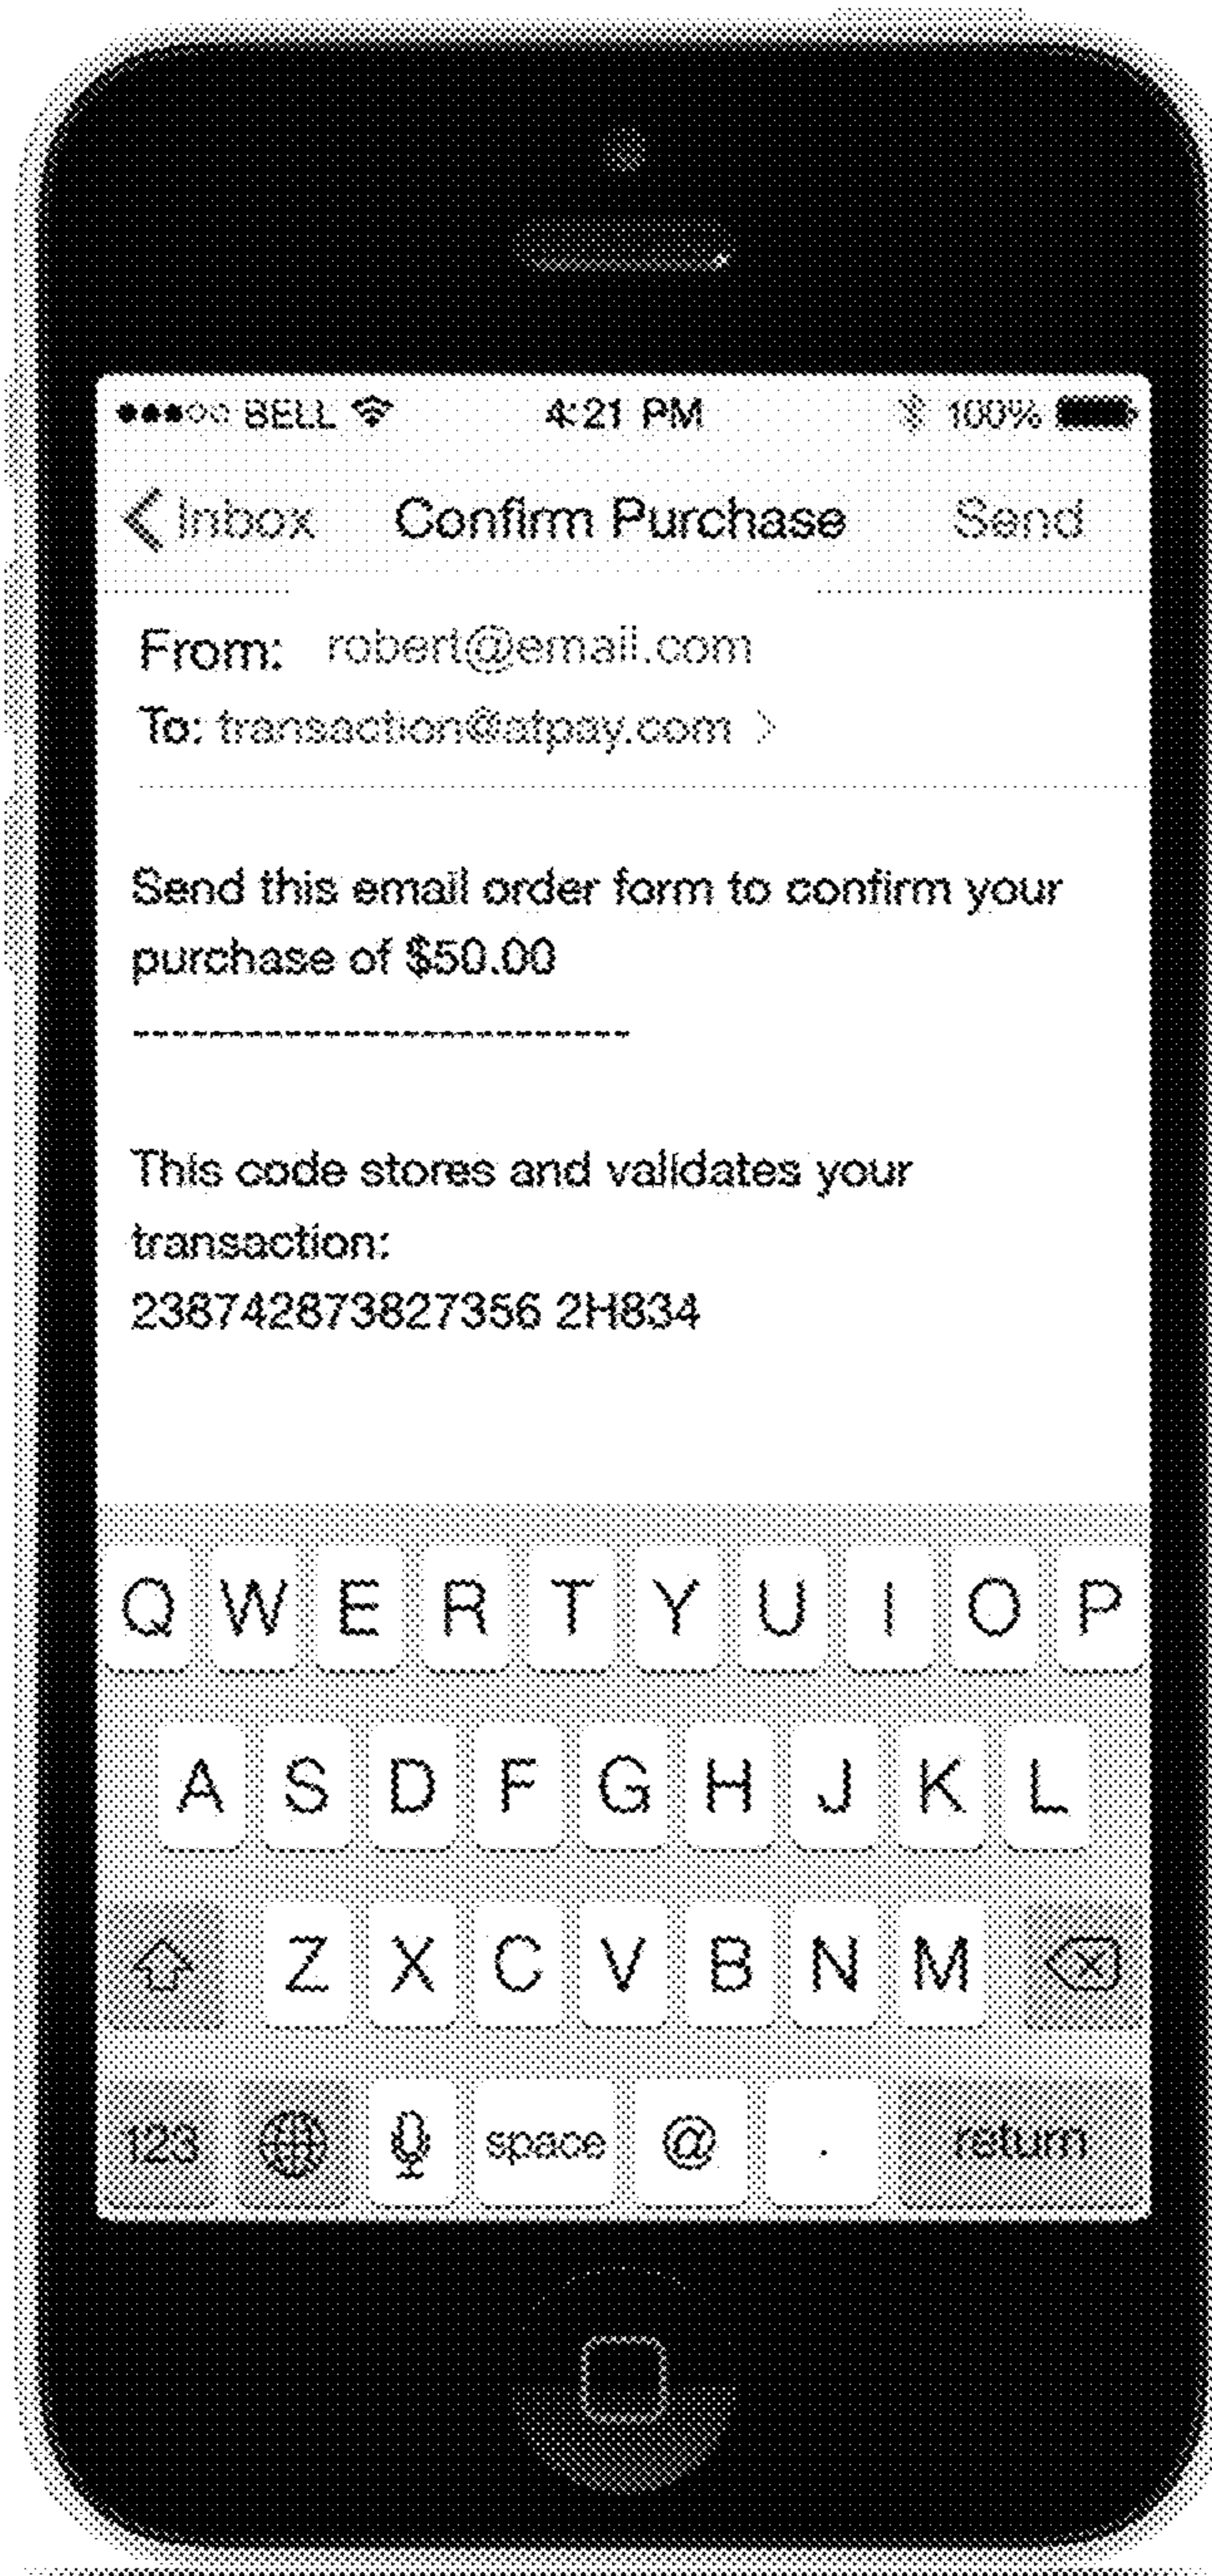 BELL 4:21 PM 100%
Inbox Confirm Purchase Send
From: robert@email.com
To: transaction@atpay.com >
Send this email order form to confirm your
purchase of $50.00
--------------------------
This code stores and validates your
transaction:
238742873827356 2H834
Q W E R T Y U I O P
A S D F G H J K L
Z X C V B N M
123 space @ . return